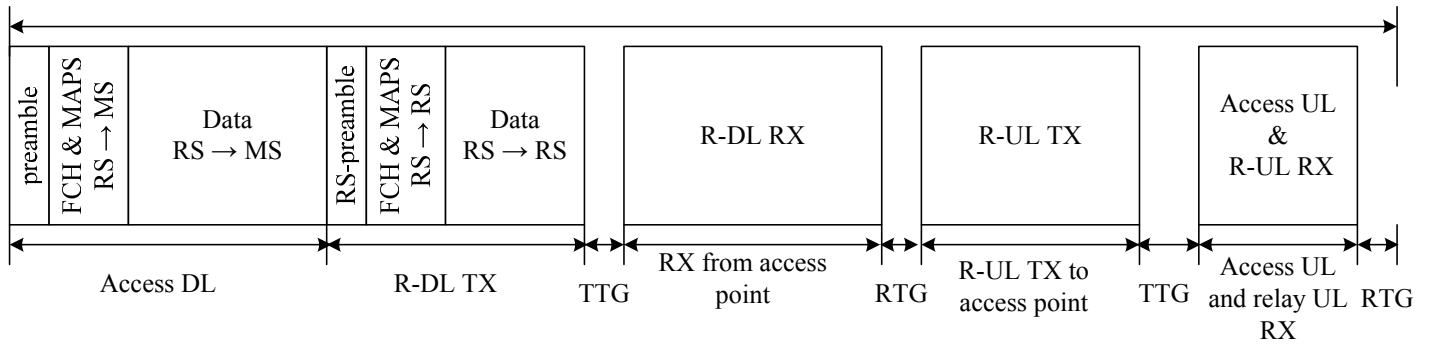 preamble
FCH & MAPS
RS → MS
Data
RS → MS
RS-preamble
FCH & MAPS
RS → RS
Data
RS → RS
R-DL RX
R-UL TX
Access UL
&
R-UL RX
Access DL
R-DL TX
TTG
RX from access
point
RTG
R-UL TX to
access point
TTG
Access UL
and relay UL
RX
RTG